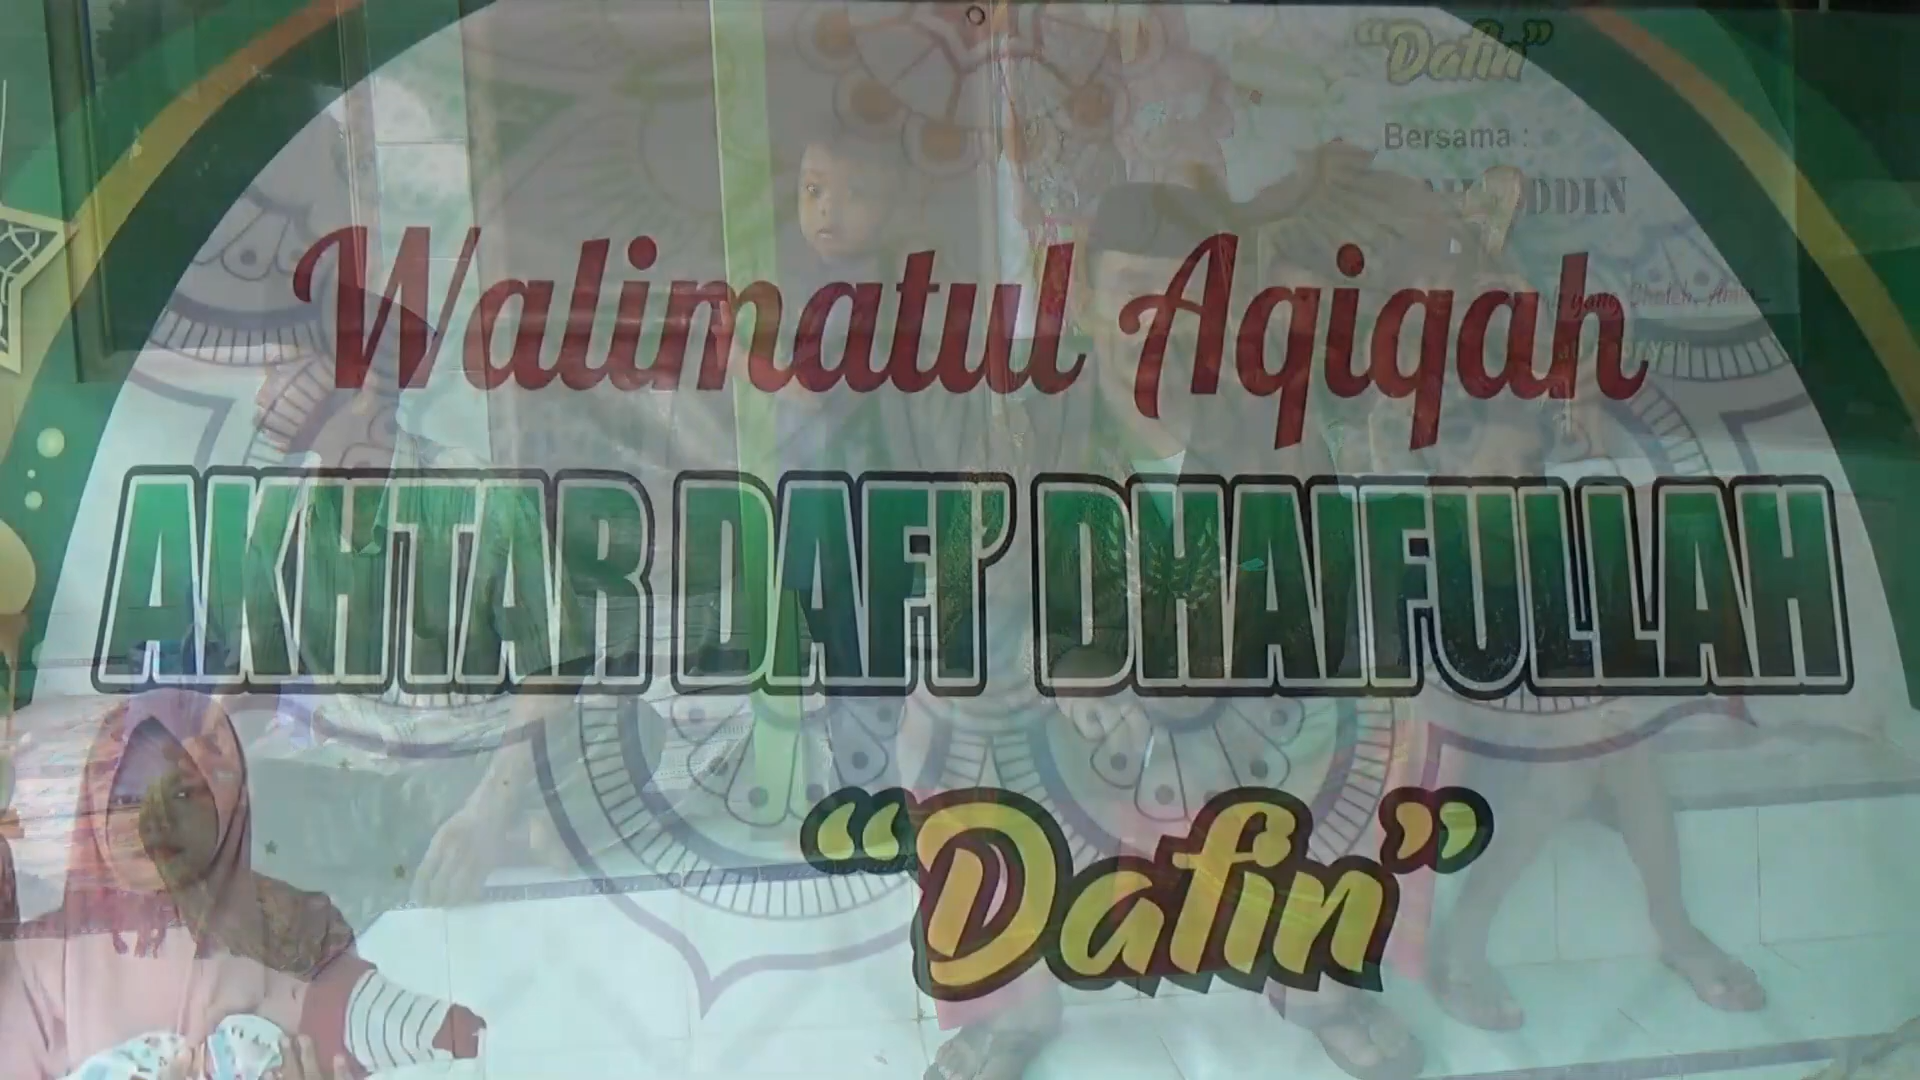 “Dafin”
Bersama :
Walimatul Aqiqah
AKHTAR DAFI’ DHAIFULLAH
“Dafin”